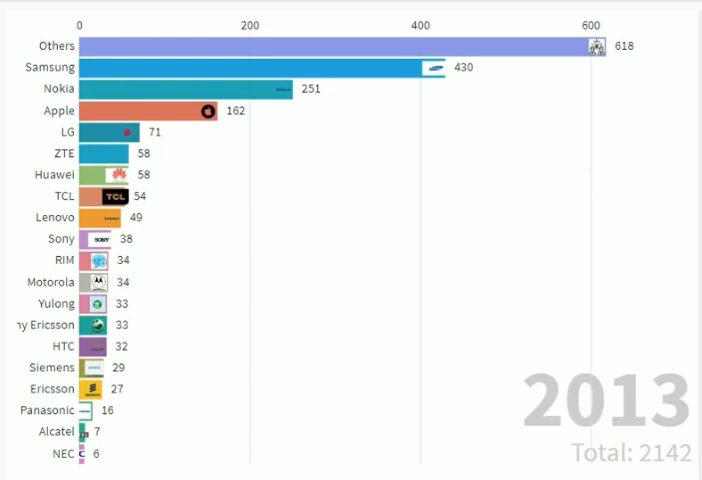 0 200 400 600
Others 618
Samsung 430
Nokia 251
Apple 162
LG 71
ZTE 58
Huawei 58
TCL TCL 54
Lenovo 49
Sony SONY 38
RIM 34
Motorola 34
Yulong 33
y Ericsson 33
HTC 32
Siemens 29
Ericsson 27
Panasonic 16
Alcatel 7
NEC 6
2013
Total: 2142